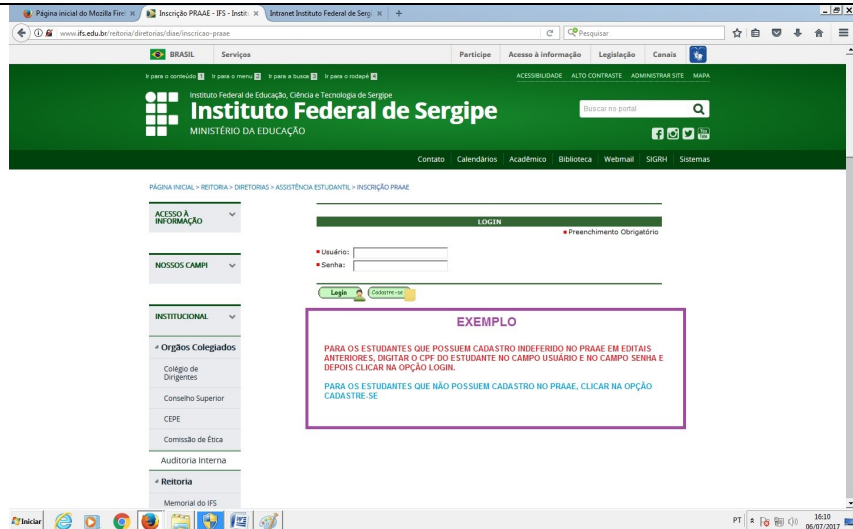 Página inicial do Mozilla Firef
Inscrição PRAAE - IFS - Instit
Intranet Instituto Federal de Sergi
www.ifs.edu.br/reitoria/diretorias/diae/inscricao-praae
Pesquisar
BRASIL Serviços Participe Acesso à informação Legislação Canais
Ir para o conteúdo 1 Ir para o menu 2 Ir para a busca 3 Ir para o rodapé 4 ACESSIBILIDADE ALTO CONTRASTE ADMINISTRAR SITE MAPA
Instituto Federal de Educação, Ciência e Tecnologia de Sergipe
Instituto Federal de Sergipe
Buscar no portal
MINISTÉRIO DA EDUCAÇÃO
You Tube
Contato Calendários Acadêmico Biblioteca Webmail SIGRH Sistemas
PÁGINA INICIAL > REITORIA > DIRETORIAS > ASSISTÊNCIA ESTUDANTIL > INSCRIÇÃO PRAAE
ACESSO À
INFORMAÇÃO
NOSSOS CAMPI
INSTITUCIONAL
Orgãos Colegiados
Colégio de
Dirigentes
Conselho Superior
CEPE
Comissão de Ética
Auditoria Interna
Reitoria
Memorial do IFS
LOGIN
Preenchimento Obrigatório
Usuário:
Senha:
Login Cadastre-se
EXEMPLO
PARA OS ESTUDANTES QUE POSSUEM CADASTRO INDEFERIDO NO PRAAE EM EDITAIS
ANTERIORES, DIGITAR O CPF DO ESTUDANTE NO CAMPO USUÁRIO E NO CAMPO SENHA E
DEPOIS CLICAR NA OPÇÃO LOGIN.
PARA OS ESTUDANTES QUE NÃO POSSUEM CADASTRO NO PRAAE, CLICAR NA OPÇÃO
CADASTRE-SE
Iniciar
PT
16:10
06/07/2017